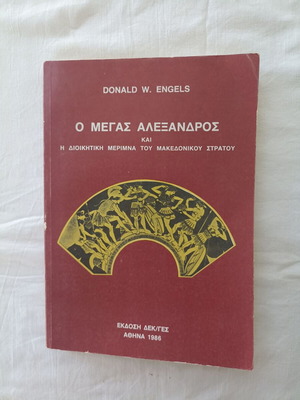 DONALD W. ENGELS
Ο ΜΕΓΑΣ ΑΛΕΞΑΝΔΡΟΣ
ΚΑΙ
Η ΔΙΟΙΚΗΤΙΚΗ ΜΕΡΙΜΝΑ ΤΟΥ ΜΑΚΕΔΟΝΙΚΟΥ ΣΤΡΑΤΟΥ
ΕΚΔΟΣΗ ΔΕΚ/ΓΕΣ
ΑΘΗΝΑ 1986